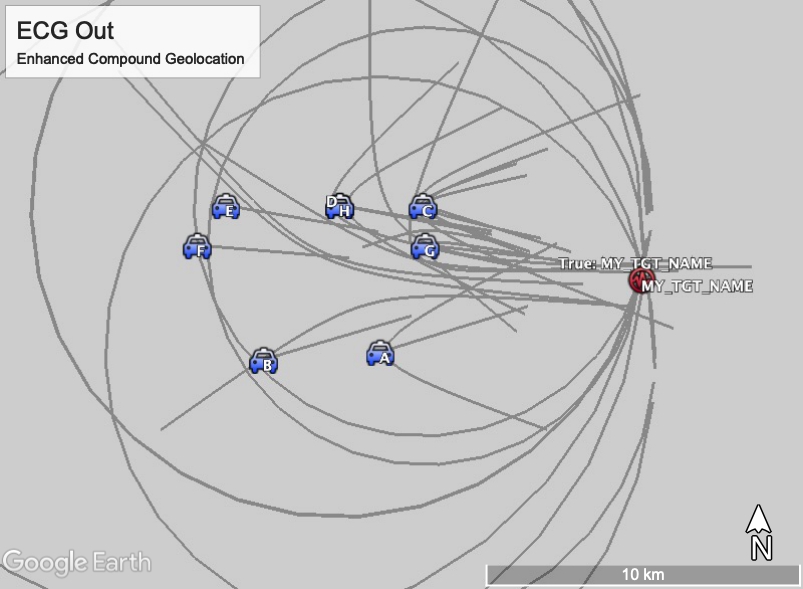 ECG Out
Enhanced Compound Geolocation
D
E
H
C
F
G
True: MY_TGT_NAME
MY_TGT_NAME
A
B
Google Earth
N
10 km